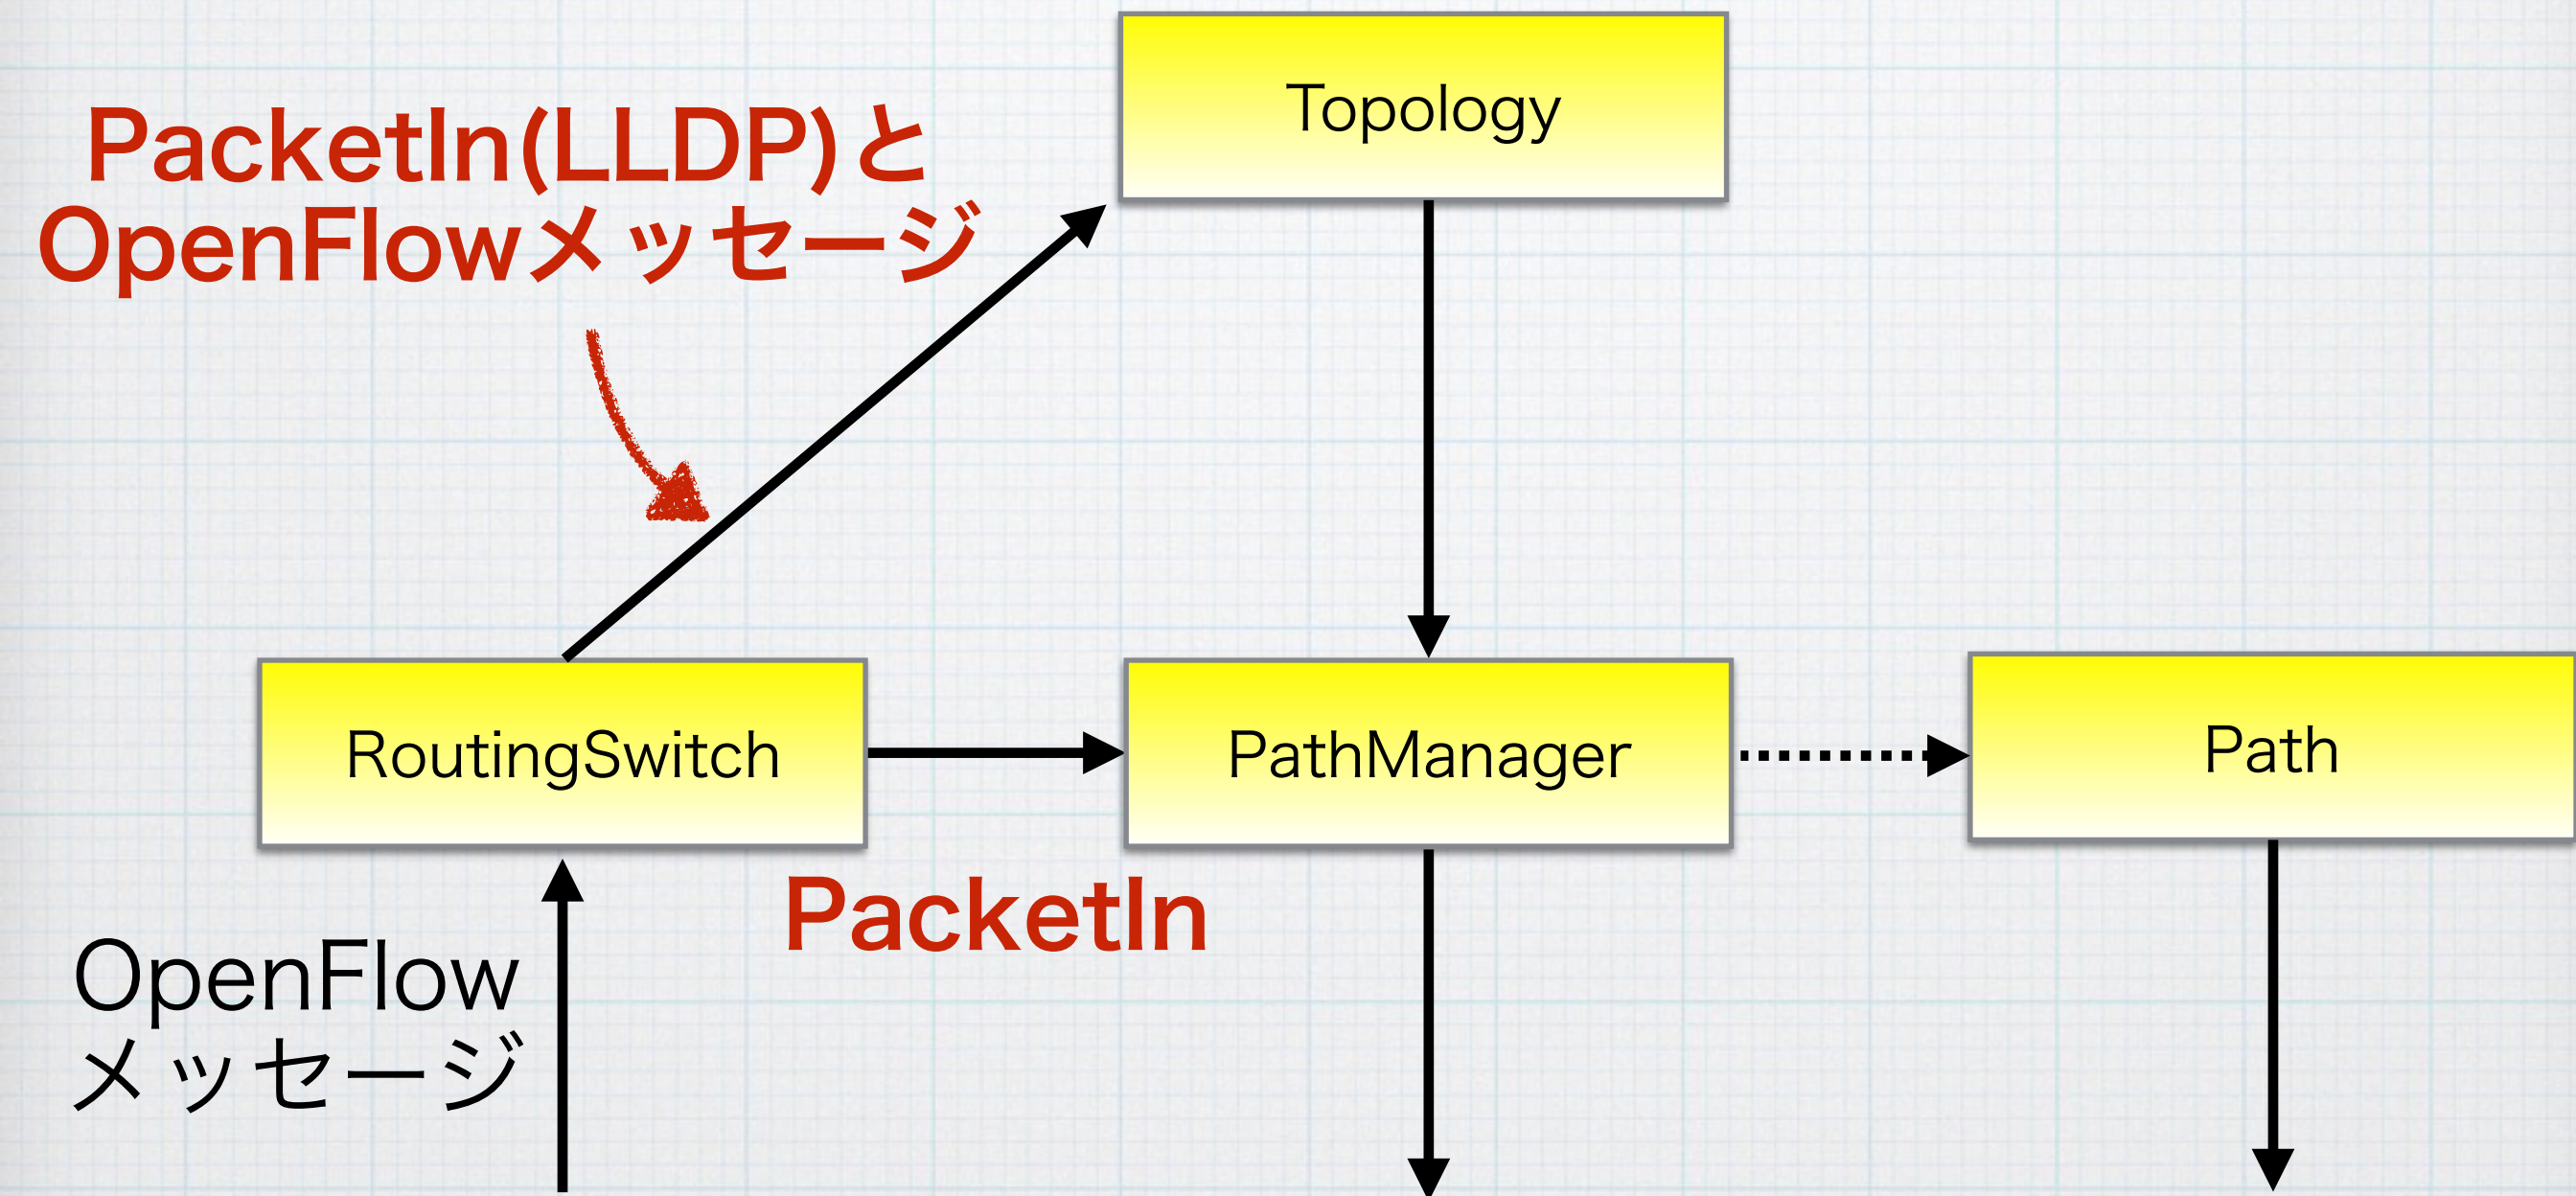 Topology
PacketIn(LLDP)と
OpenFlowメッセージ
RoutingSwitch
PathManager
Path
PacketIn
OpenFlow
メッセージ